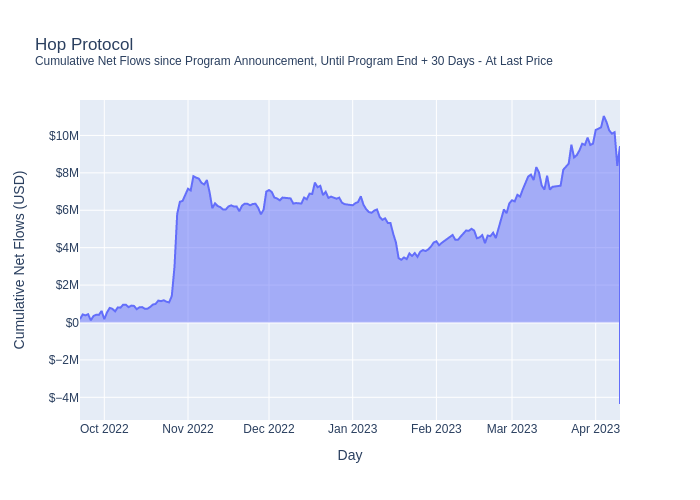 Hop Protocol
Cumulative Net Flows since Program Announcement, Until Program End + 30 Days - At Last Price
Cumulative Net Flows (USD)
$10M
$8M
$6M
$4M
$2M
$0
$−2M
$−4M
Oct 2022 Nov 2022 Dec 2022 Jan 2023 Feb 2023 Mar 2023 Apr 2023
Day